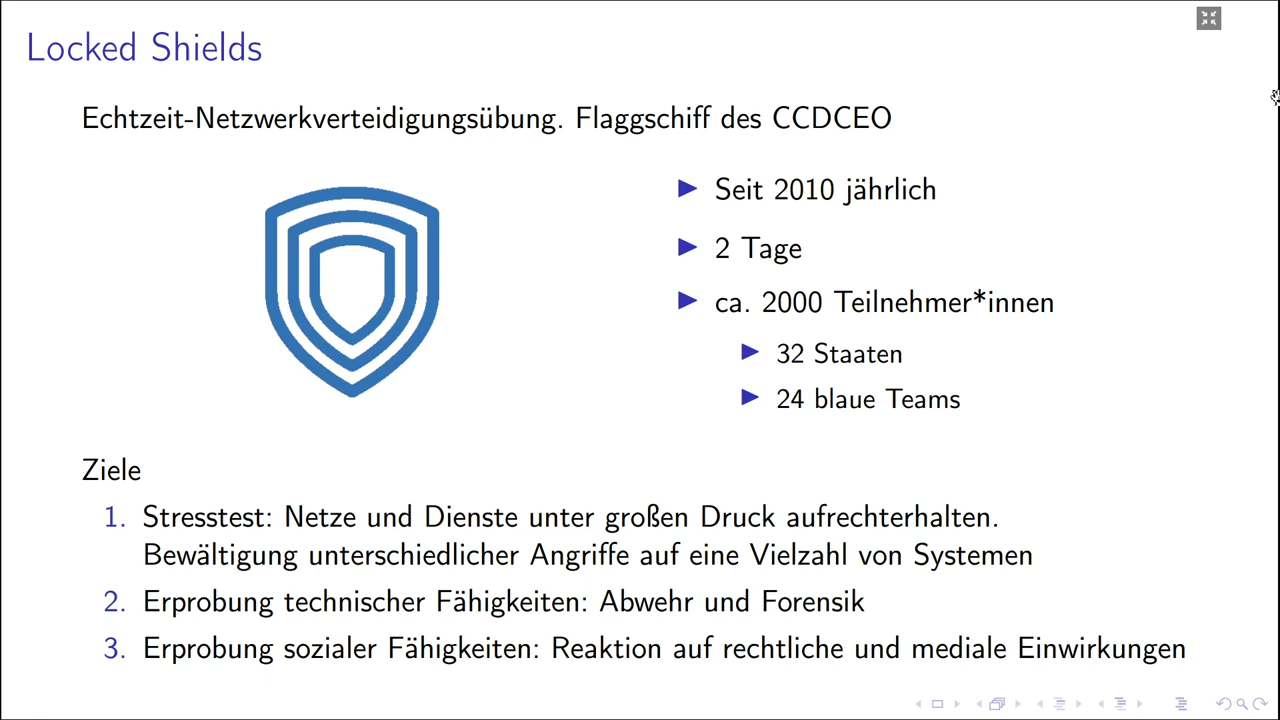 Locked Shields
Echtzeit-Netzwerkverteidigungsübung. Flaggschiff des CCDCEO
Seit 2010 jährlich
2 Tage
ca. 2000 Teilnehmer*innen
32 Staaten
24 blaue Teams
Ziele
1. Stresstest: Netze und Dienste unter großen Druck aufrechterhalten.
Bewältigung unterschiedlicher Angriffe auf eine Vielzahl von Systemen
2. Erprobung technischer Fähigkeiten: Abwehr und Forensik
3. Erprobung sozialer Fähigkeiten: Reaktion auf rechtliche und mediale Einwirkungen